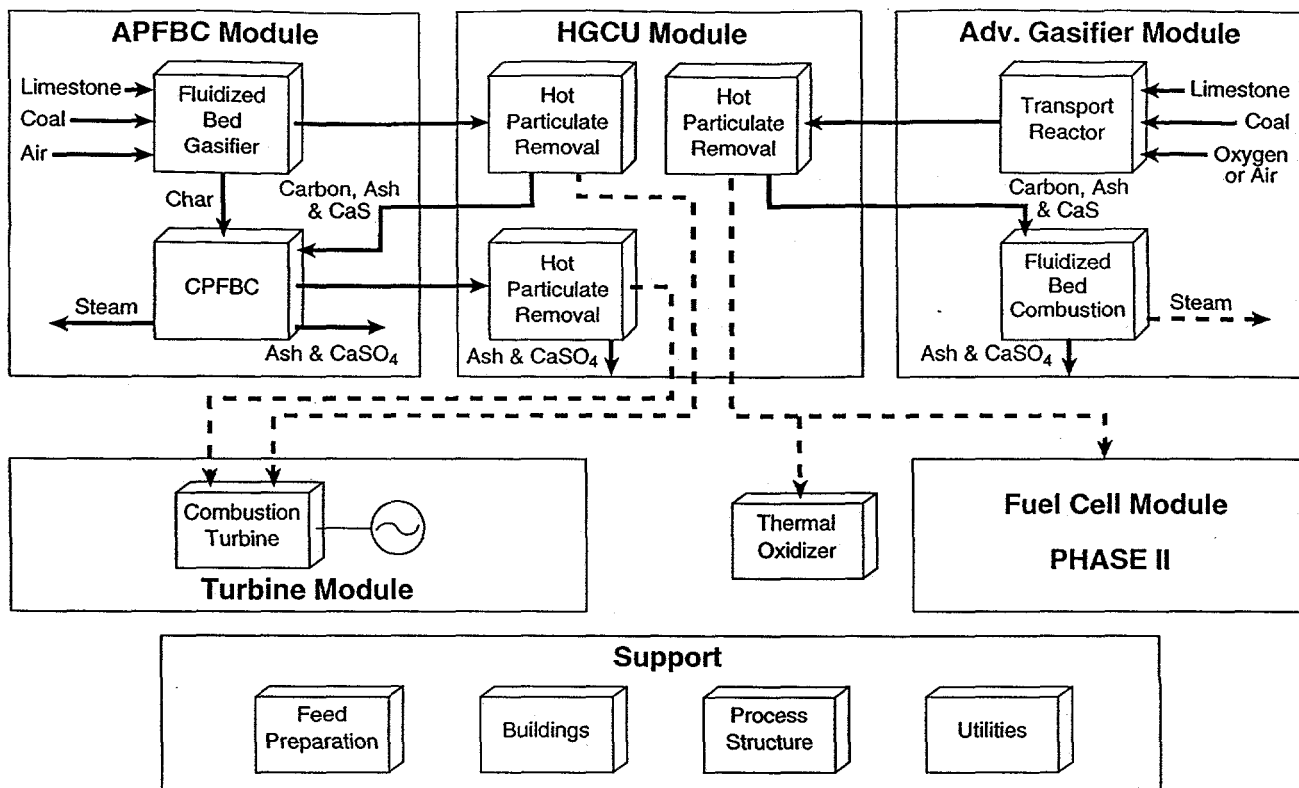 APFBC Module
Limestone
Coal
Air
Fluidized
Bed
Gasifier
Char
Carbon, Ash
& CaS
CPFBC
Steam
Ash & CaSO₄
HGCU Module
Hot
Particulate
Removal
Hot
Particulate
Removal
Hot
Particulate
Removal
Ash & CaSO₄
Adv. Gasifier Module
Transport
Reactor
Limestone
Coal
Oxygen
or Air
Carbon, Ash
& CaS
Fluidized
Bed
Combustion
Steam
Ash & CaSO₄
Combustion
Turbine
Turbine Module
Thermal
Oxidizer
Fuel Cell Module
PHASE II
Support
Feed
Preparation
Buildings
Process
Structure
Utilities